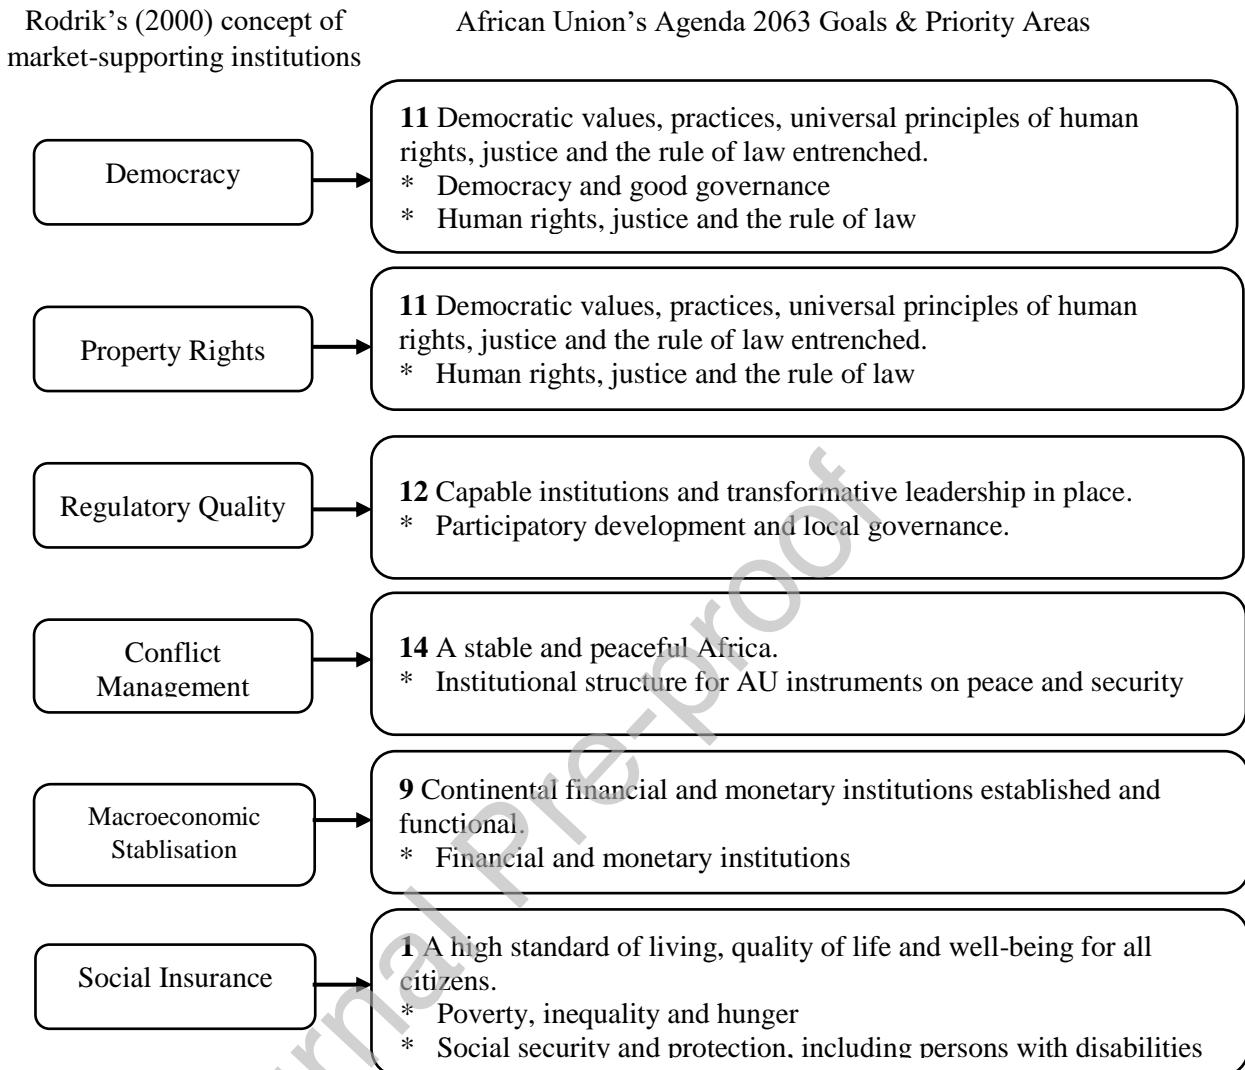 Rodrik's (2000) concept of
market-supporting institutions
African Union's Agenda 2063 Goals & Priority Areas
Democracy
11 Democratic values, practices, universal principles of human
rights, justice and the rule of law entrenched.
* Democracy and good governance
* Human rights, justice and the rule of law
Property Rights
11 Democratic values, practices, universal principles of human
rights, justice and the rule of law entrenched.
* Human rights, justice and the rule of law
Regulatory Quality
12 Capable institutions and transformative leadership in place.
* Participatory development and local governance.
Conflict
Management
14 A stable and peaceful Africa.
* Institutional structure for AU instruments on peace and security
Macroeconomic
Stablisation
9 Continental financial and monetary institutions established and
functional.
* Financial and monetary institutions
Social Insurance
1 A high standard of living, quality of life and well-being for all
citizens.
* Poverty, inequality and hunger
* Social security and protection, including persons with disabilities
rnal Pre-proof